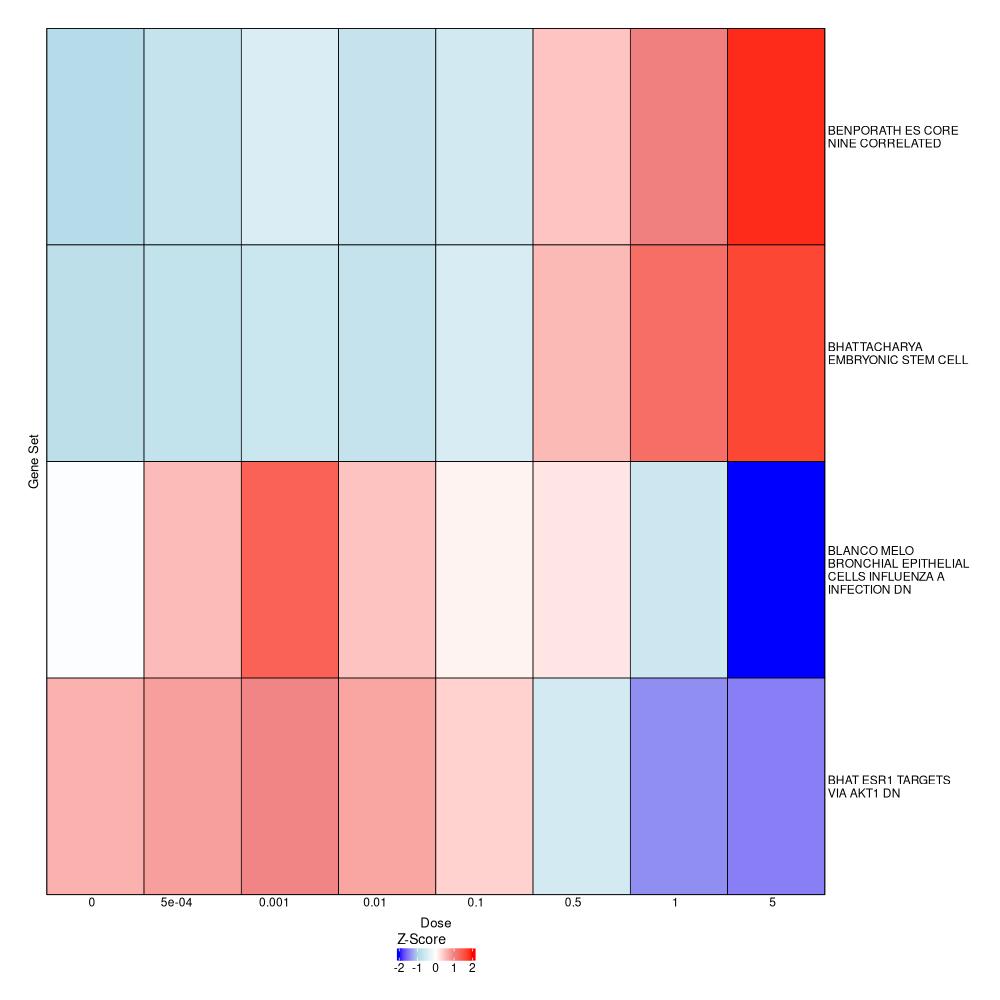 BENPORATH ES CORE
NINE CORRELATED
BHATTACHARYA
EMBRYONIC STEM CELL
Gene Set
BLANCO MELO
BRONCHIAL EPITHELIAL
CELLS INFLUENZA A
INFECTION DN
BHAT ESR1 TARGETS
VIA AKT1 DN
0 5e-04 0.001 0.01 0.1 0.5 1 5
Dose
Z-Score
-2 -1 0 1 2